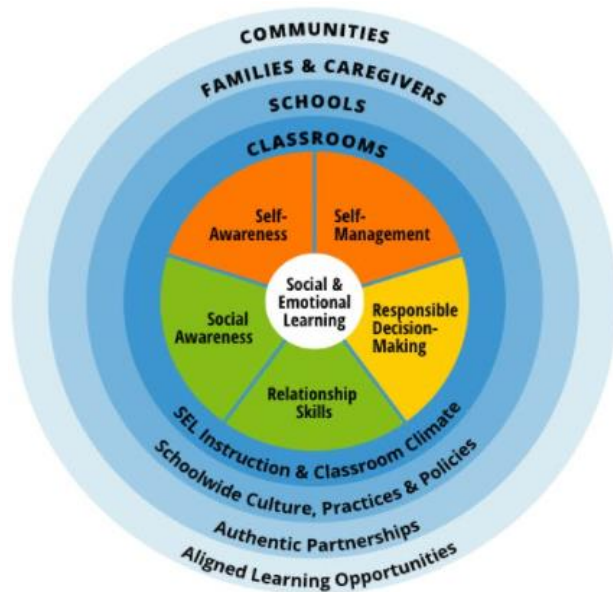 COMMUNITIES
FAMILIES & CAREGIVERS
SCHOOLS
CLASSROOMS
Self-
Awareness
Self-
Management
Social &
Emotional
Learning
Social
Awareness
Responsible
Decision-
Making
Relationship
Skills
SEL Instruction & Classroom Climate
Schoolwide Culture, Practices & Policies
Authentic Partnerships
Aligned Learning Opportunities